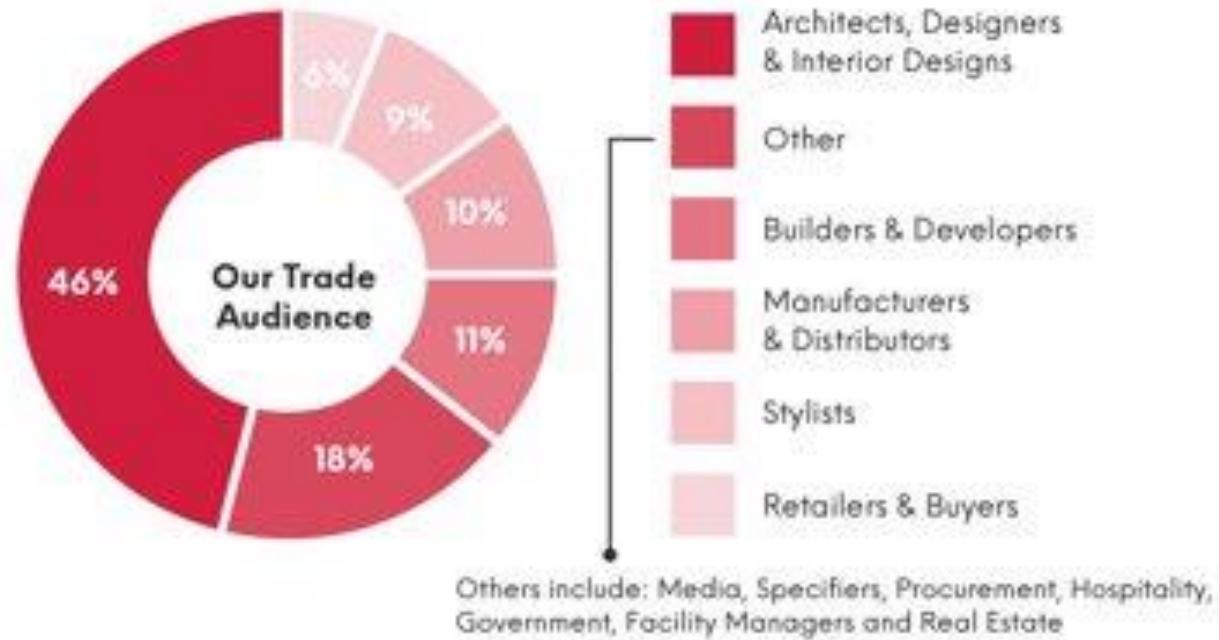 6%
9%
10%
46%
Our Trade
Audience
11%
18%
Architects, Designers
& Interior Designs
Other
Builders & Developers
Manufacturers
& Distributors
Stylists
Retailers & Buyers
Others include: Media, Specifiers, Procurement, Hospitality,
Government, Facility Managers and Real Estate